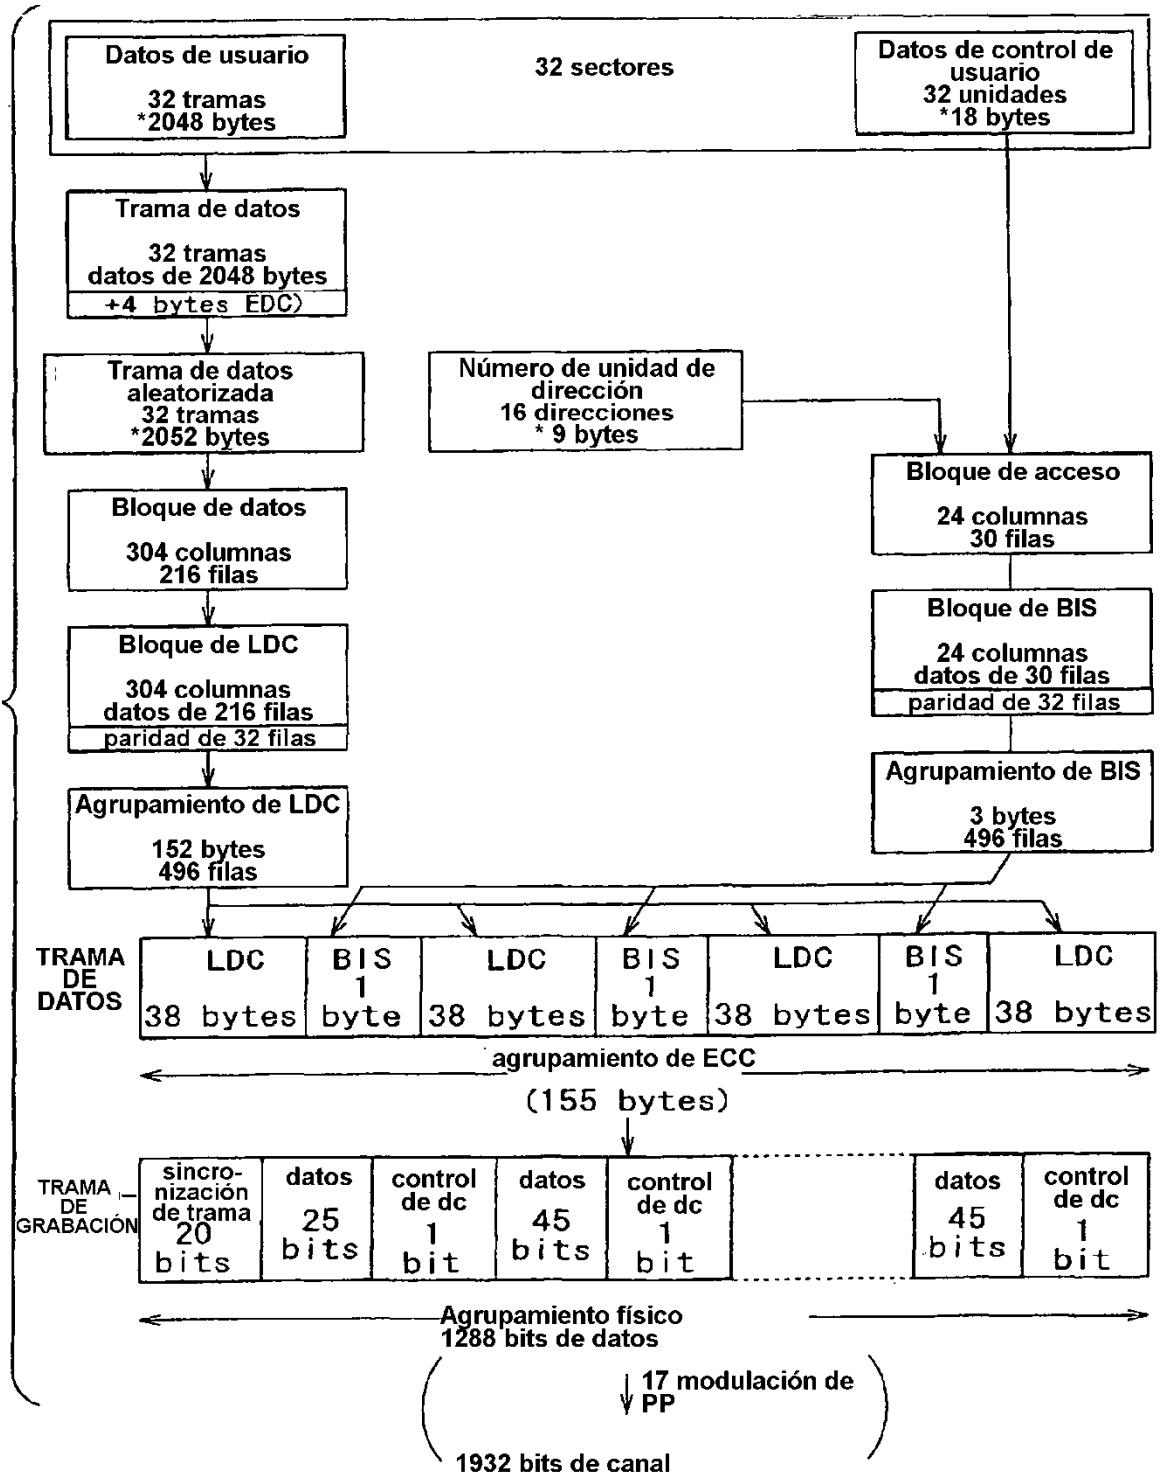 Datos de usuario
32 tramas
*2048 bytes
32 sectores
Datos de control de
usuario
32 unidades
*18 bytes
Trama de datos
32 tramas
datos de 2048 bytes
+4 bytes EDC)
Trama de datos
aleatorizada
32 tramas
*2052 bytes
Número de unidad de
dirección
16 direcciones
* 9 bytes
Bloque de acceso
24 columnas
30 filas
Bloque de datos
304 columnas
216 filas
Bloque de BIS
24 columnas
datos de 30 filas
paridad de 32 filas
Bloque de LDC
304 columnas
datos de 216 filas
paridad de 32 filas
Agrupamiento de BIS
3 bytes
496 filas
Agrupamiento de LDC
152 bytes
496 filas
TRAMA
DE
DATOS
LDC
38 bytes
BIS
1
byte
LDC
38 bytes
BIS
1
byte
LDC
38 bytes
BIS
1
byte
LDC
38 bytes
agrupamiento de ECC
(155 bytes)
TRAMA
DE
GRABACIÓN
sincro-
nización
de trama
20
bits
datos
25
bits
control
de dc
1
bit
datos
45
bits
control
de dc
1
bit
datos
45
bits
control
de dc
1
bit
Agrupamiento físico
1288 bits de datos
17 modulación de
PP
1932 bits de canal